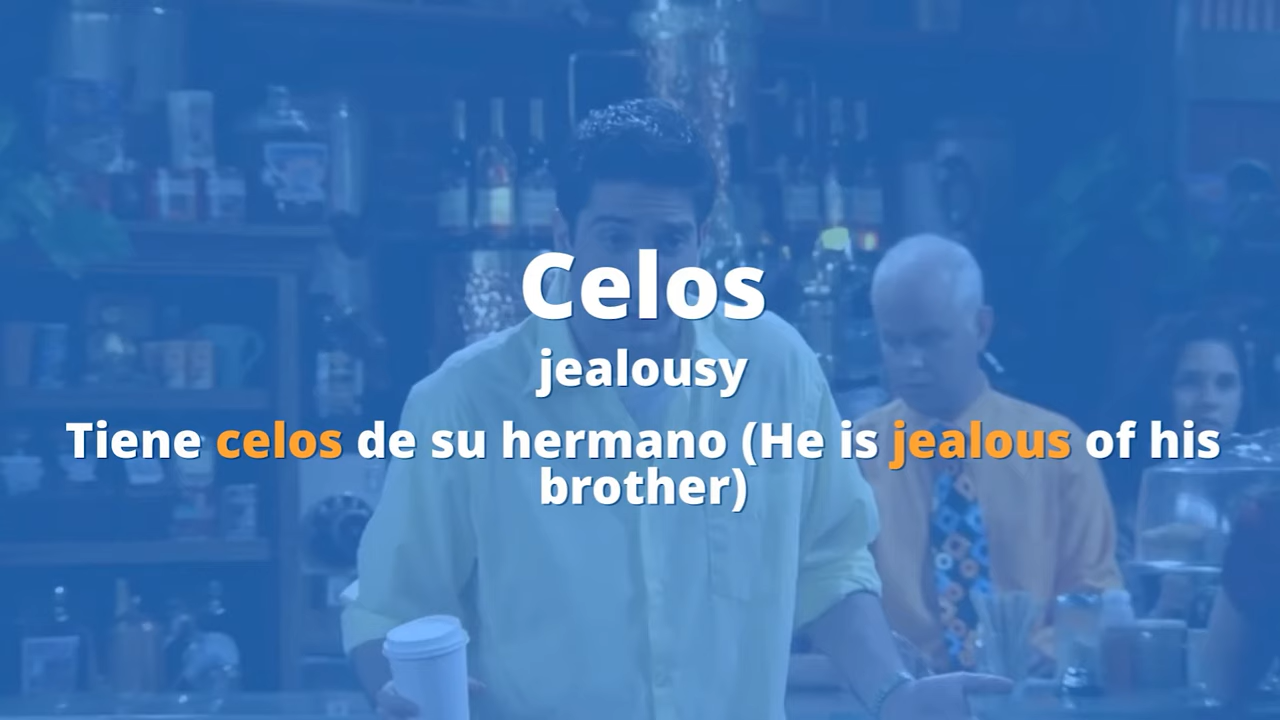 Celos
jealousy
Tiene celos de su hermano (He is jealous of his
brother)